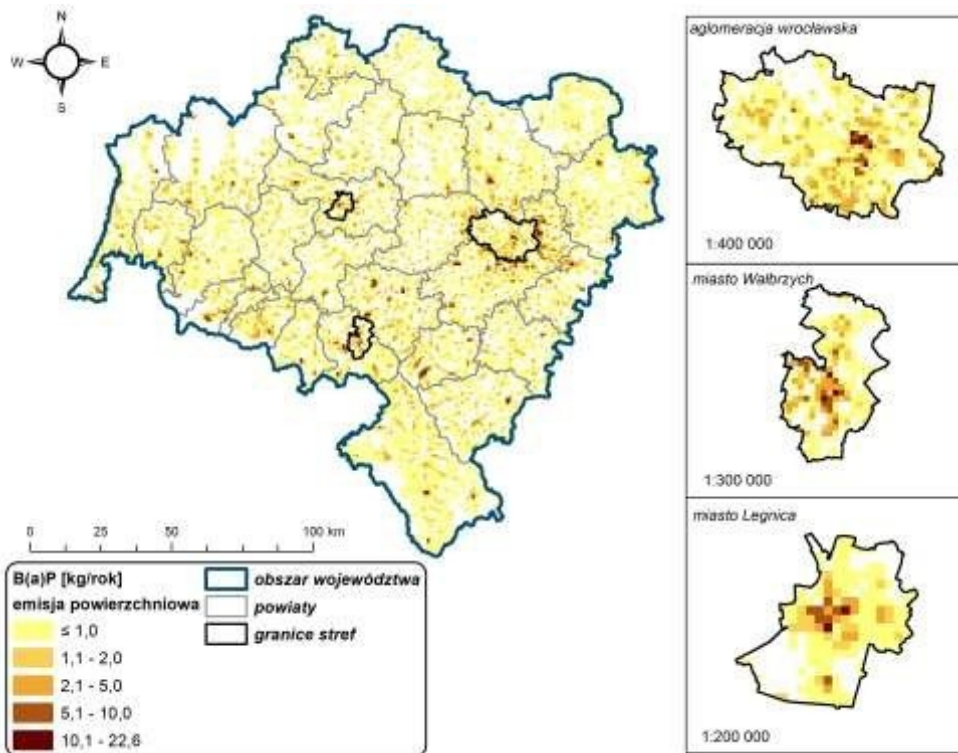 N
W
E
S
aglomeracja wrocławska
1:400 000
miasto Wałbrzych
1:300 000
miasto Legnica
1:200 000
0 25 50 100 km
B(a)P [kg/rok]
emisja powierzchniowa
≤ 1,0
1,1 - 2,0
2,1 - 5,0
5,1 - 10,0
10,1 - 22,6
obszar województwa
powiaty
granice stref